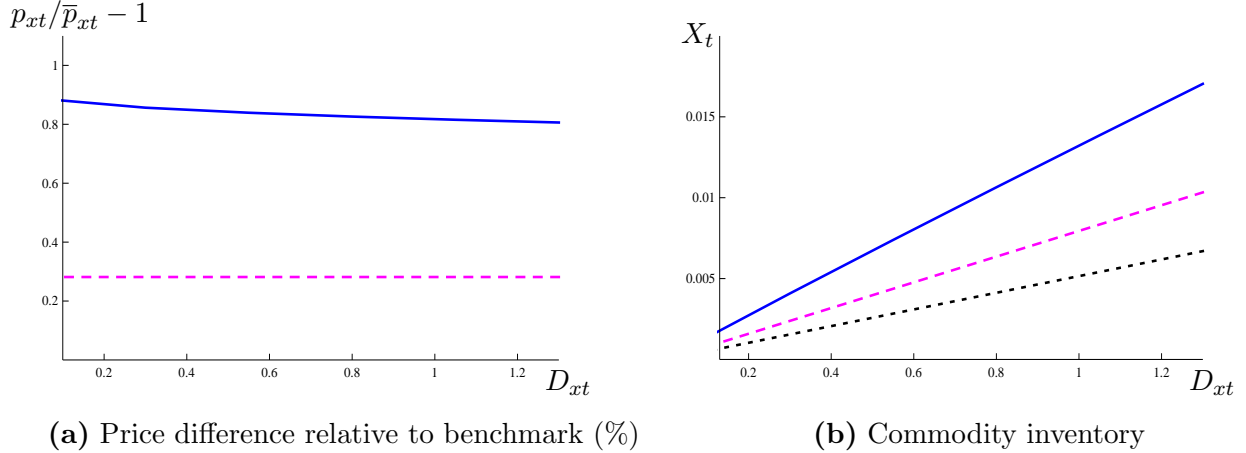 p_{xt}/\overline{p}_{xt} − 1
1
0.8
0.6
0.4
0.2
0.2 0.4 0.6 0.8 1 1.2
D_{xt}
(a) Price difference relative to benchmark (%)
X_t
0.015
0.01
0.005
0.2 0.4 0.6 0.8 1 1.2
D_{xt}
(b) Commodity inventory